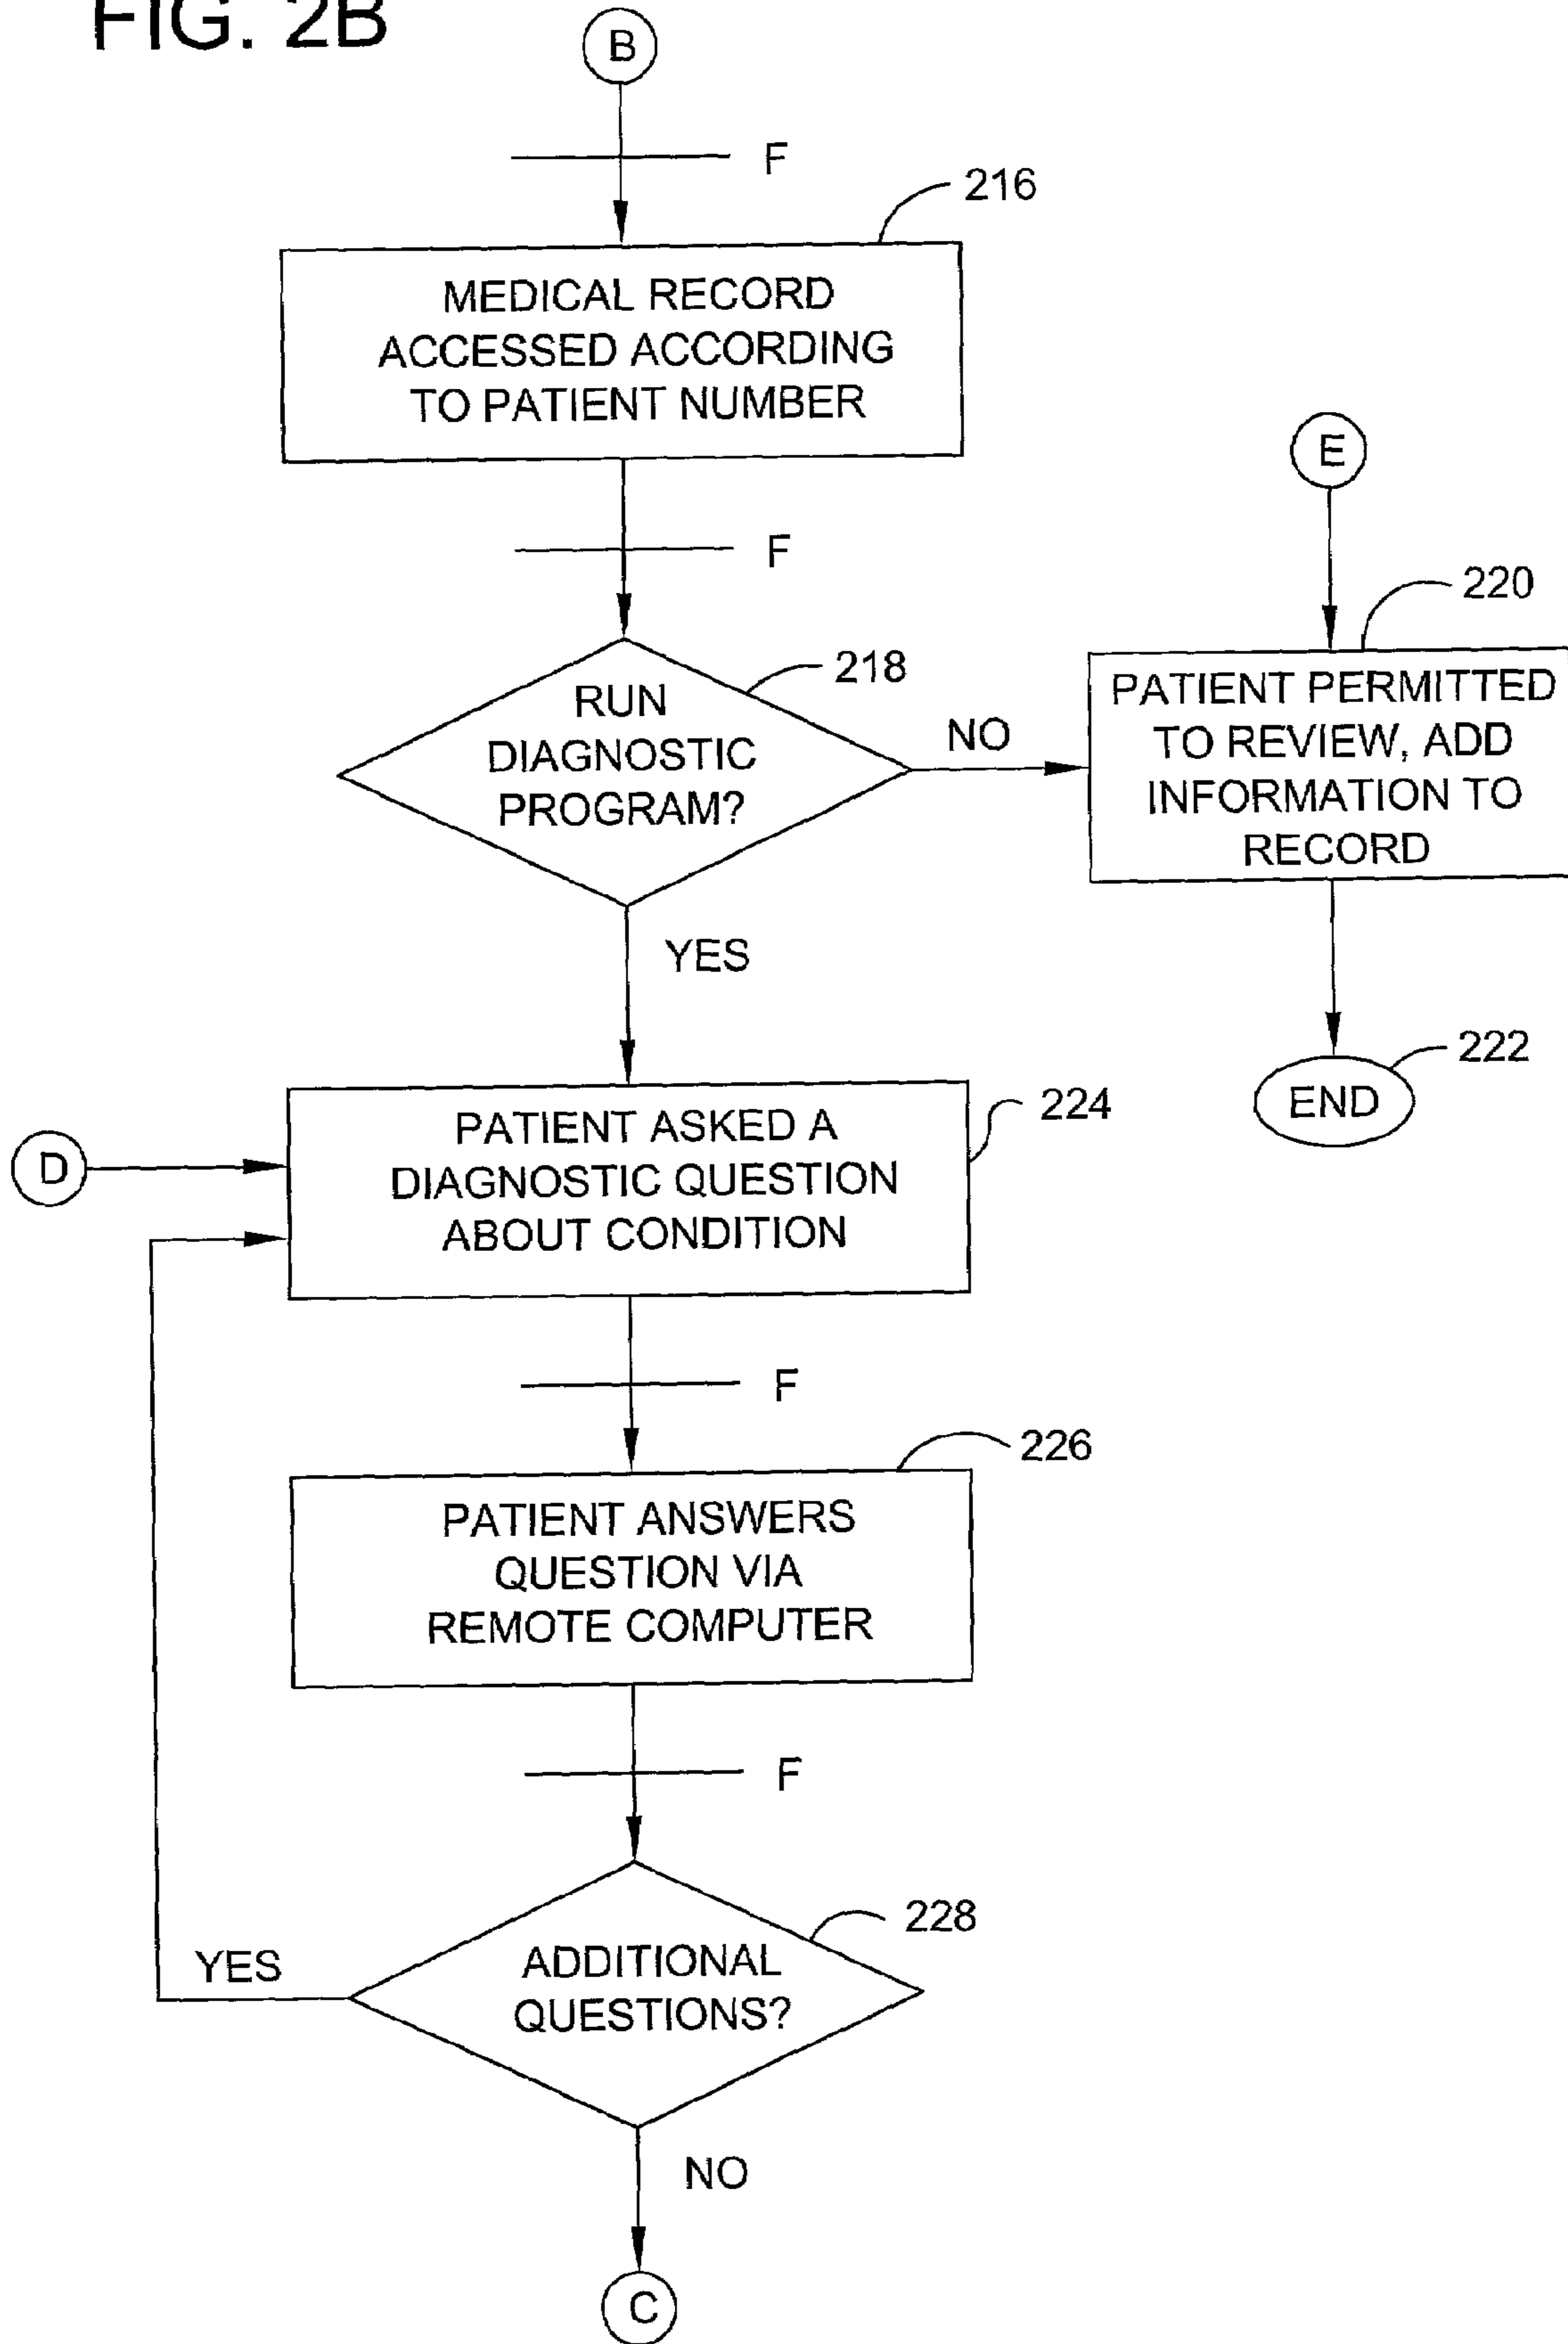 FIG. 2B
B
F
216
MEDICAL RECORD
ACCESSED ACCORDING
TO PATIENT NUMBER
F
E
218
RUN
DIAGNOSTIC
PROGRAM?
NO
220
PATIENT PERMITTED
TO REVIEW, ADD
INFORMATION TO
RECORD
YES
222
END
D
224
PATIENT ASKED A
DIAGNOSTIC QUESTION
ABOUT CONDITION
F
226
PATIENT ANSWERS
QUESTION VIA
REMOTE COMPUTER
F
228
ADDITIONAL
QUESTIONS?
YES
NO
C